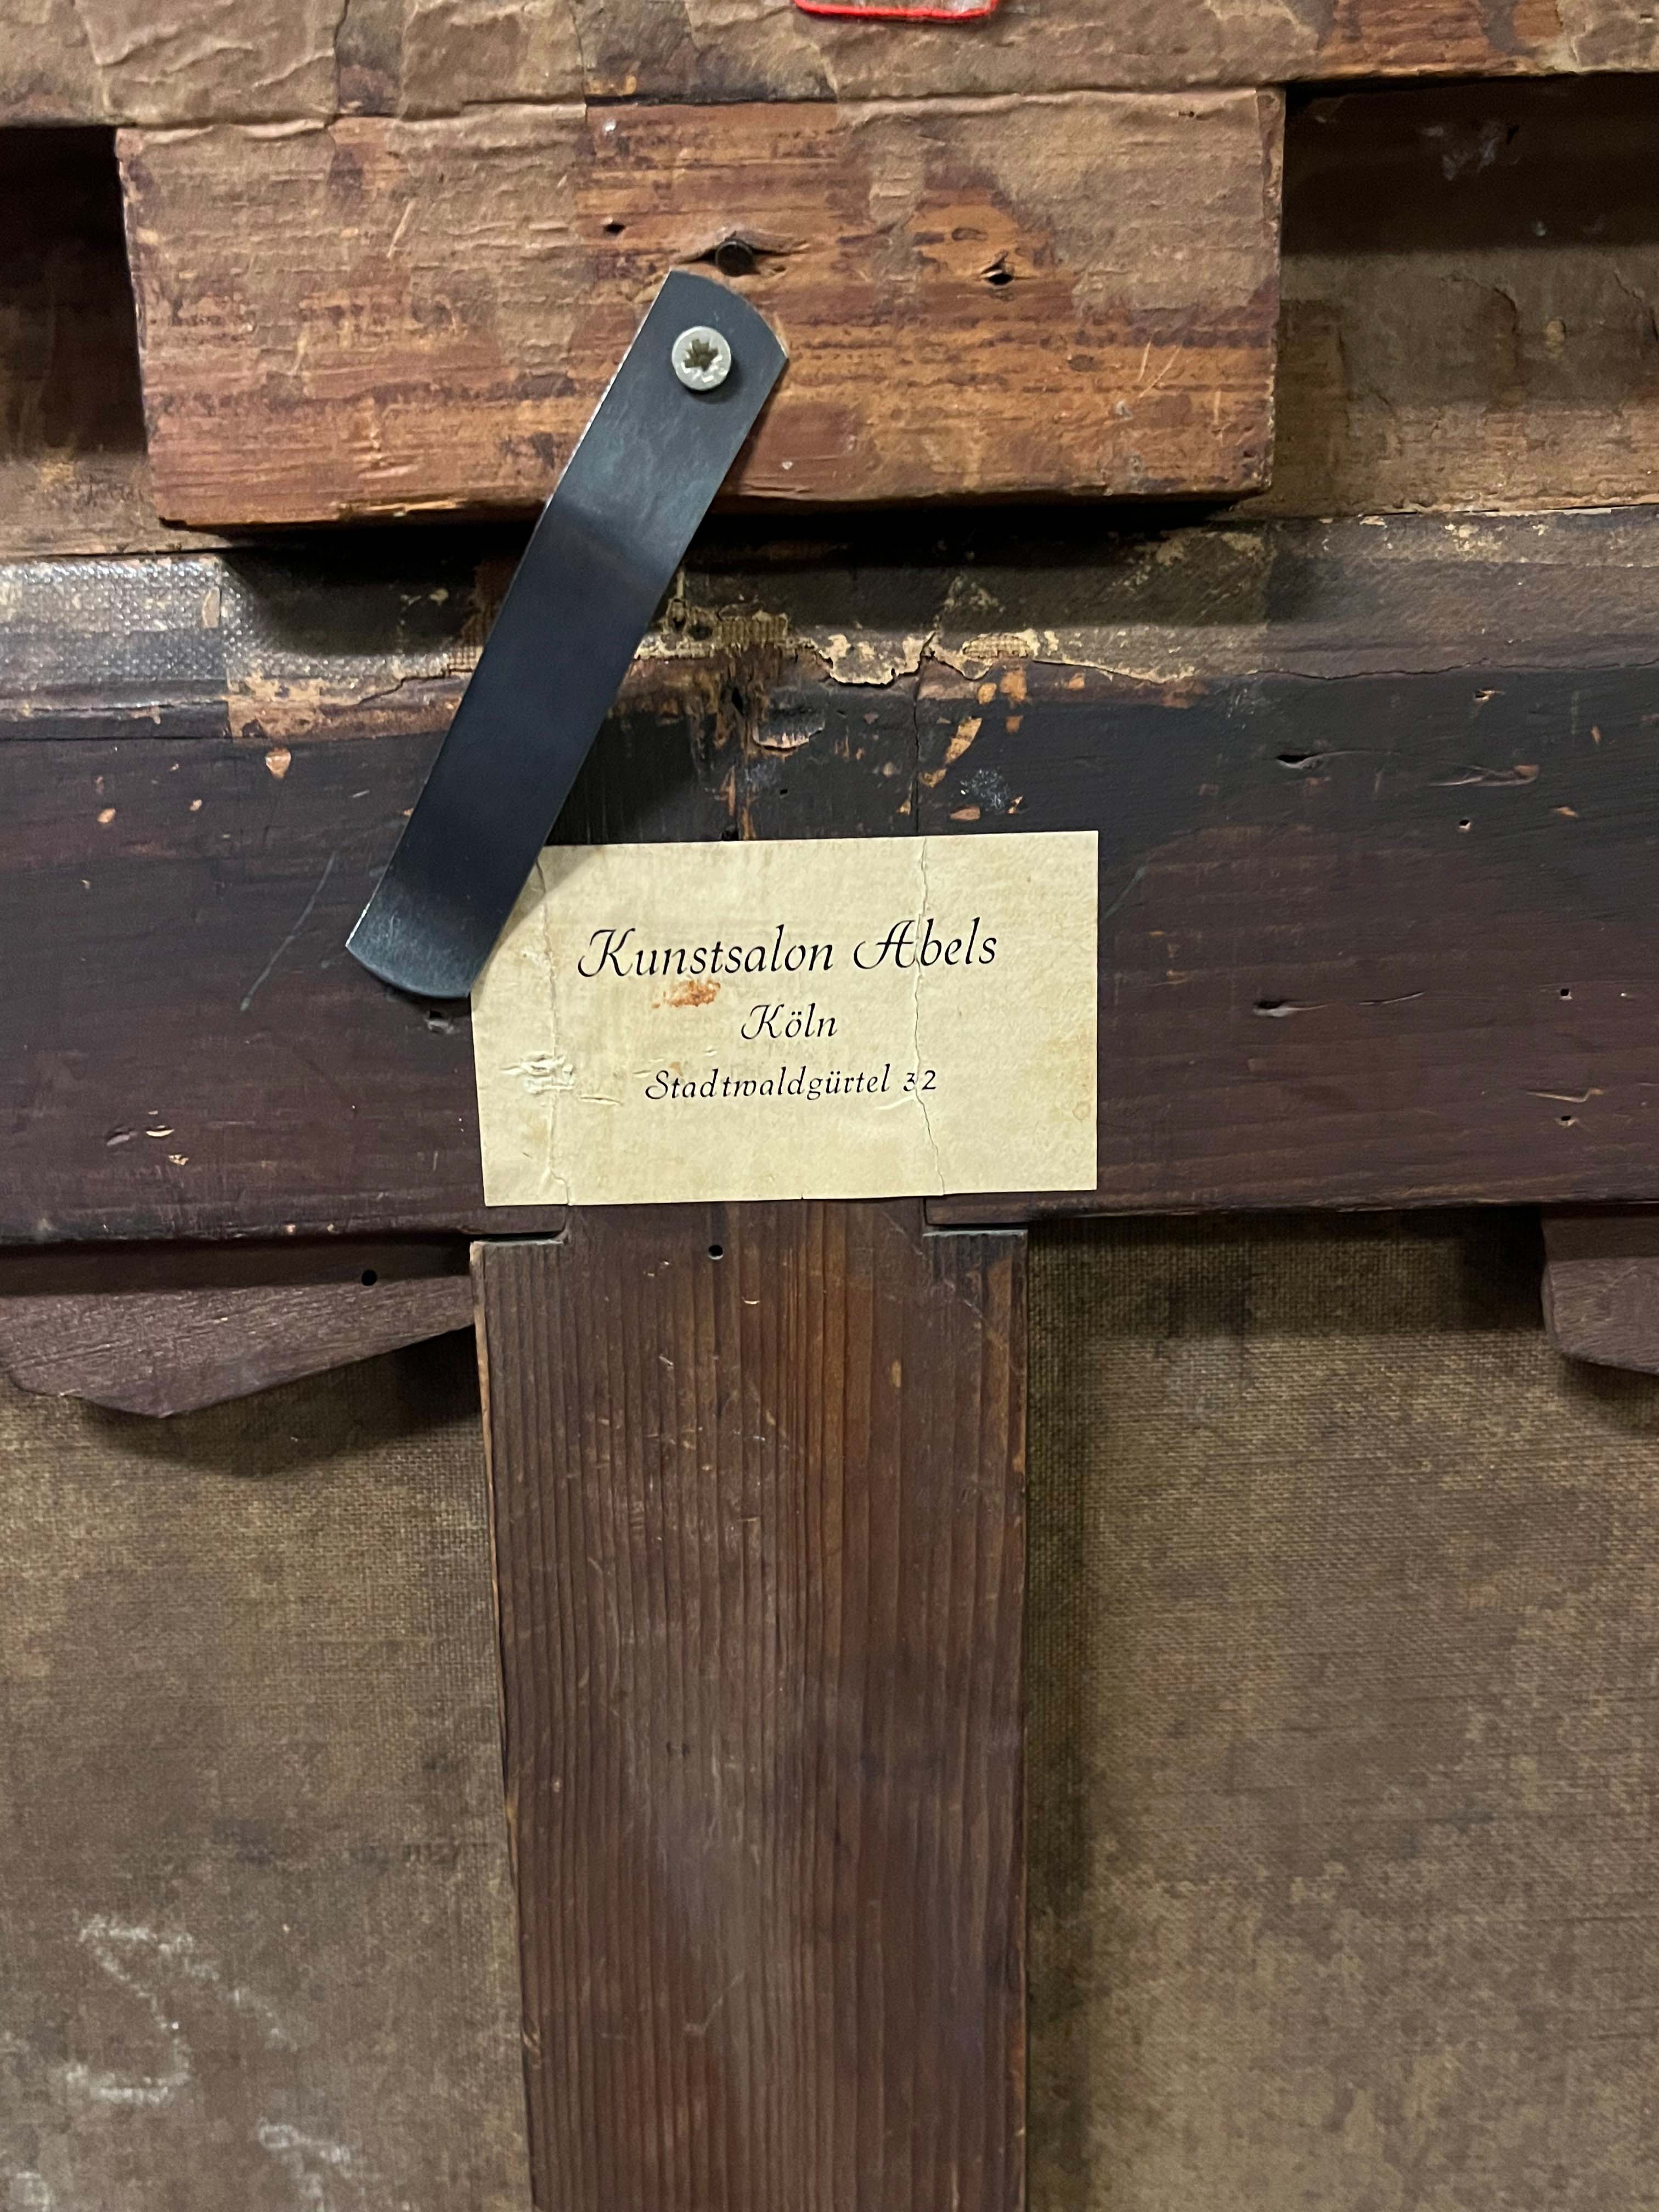 Kunstsalon Abels
Köln
Stadtwaldgürtel 32